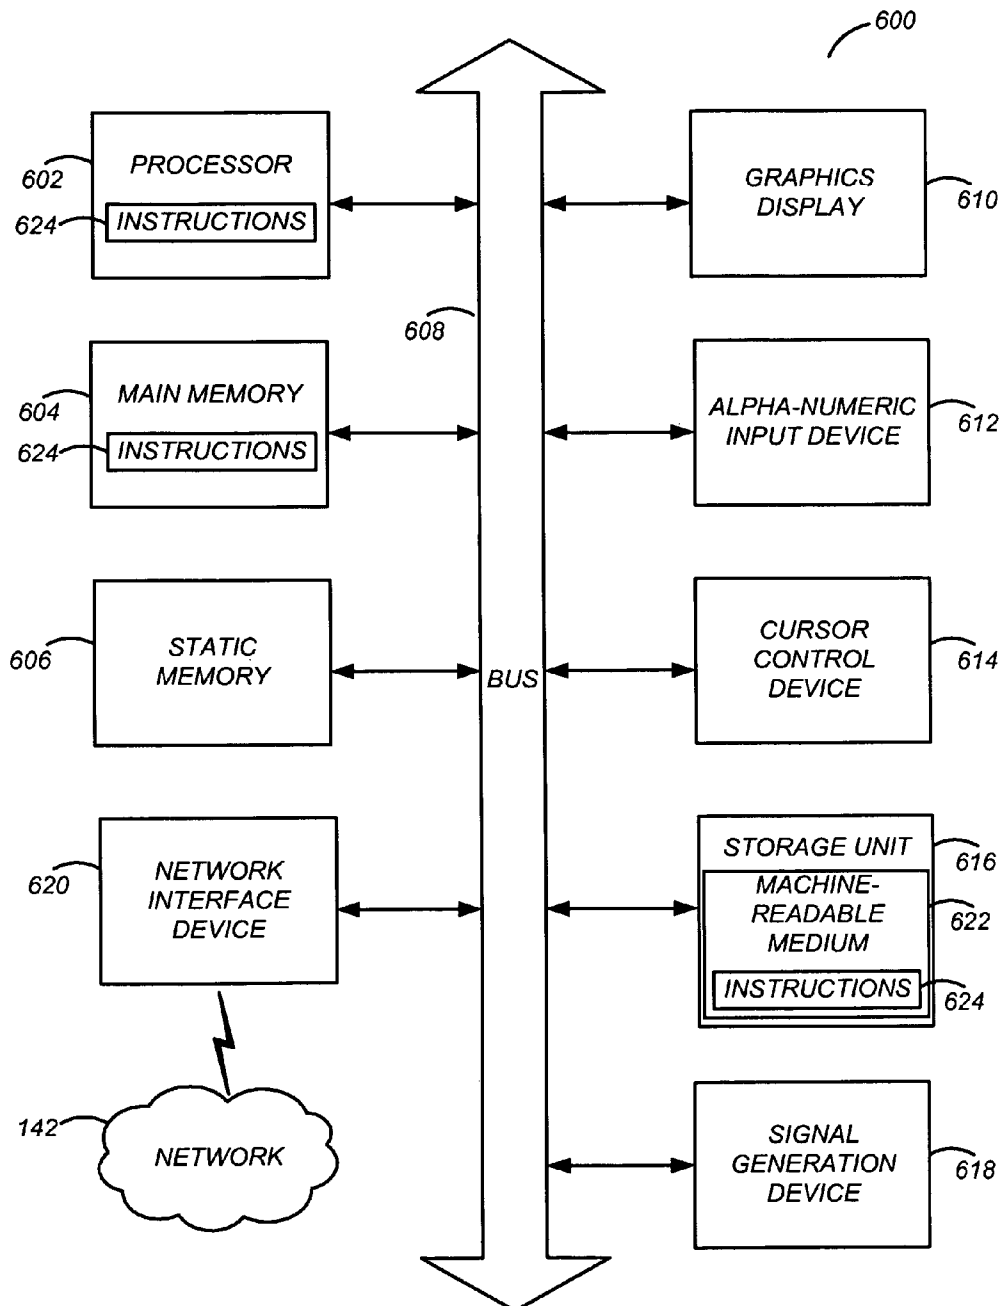 600
PROCESSOR
602
624
INSTRUCTIONS
GRAPHICS
DISPLAY
610
608
MAIN MEMORY
604
624
INSTRUCTIONS
ALPHA-NUMERIC
INPUT DEVICE
612
STATIC
MEMORY
606
BUS
CURSOR
CONTROL
DEVICE
614
NETWORK
INTERFACE
DEVICE
620
STORAGE UNIT
616
MACHINE-
READABLE
MEDIUM
622
INSTRUCTIONS
624
142
NETWORK
SIGNAL
GENERATION
DEVICE
618